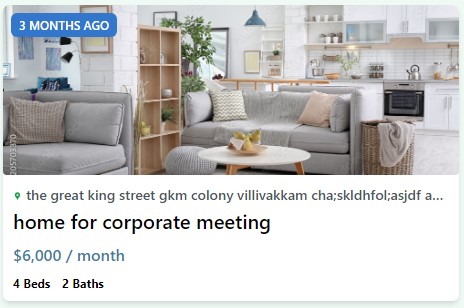 3 MONTHS AGO
the great king street gkm colony villivakkam cha;skldhfol;asjdf a...
home for corporate meeting
$6,000 / month
4 Beds 2 Baths